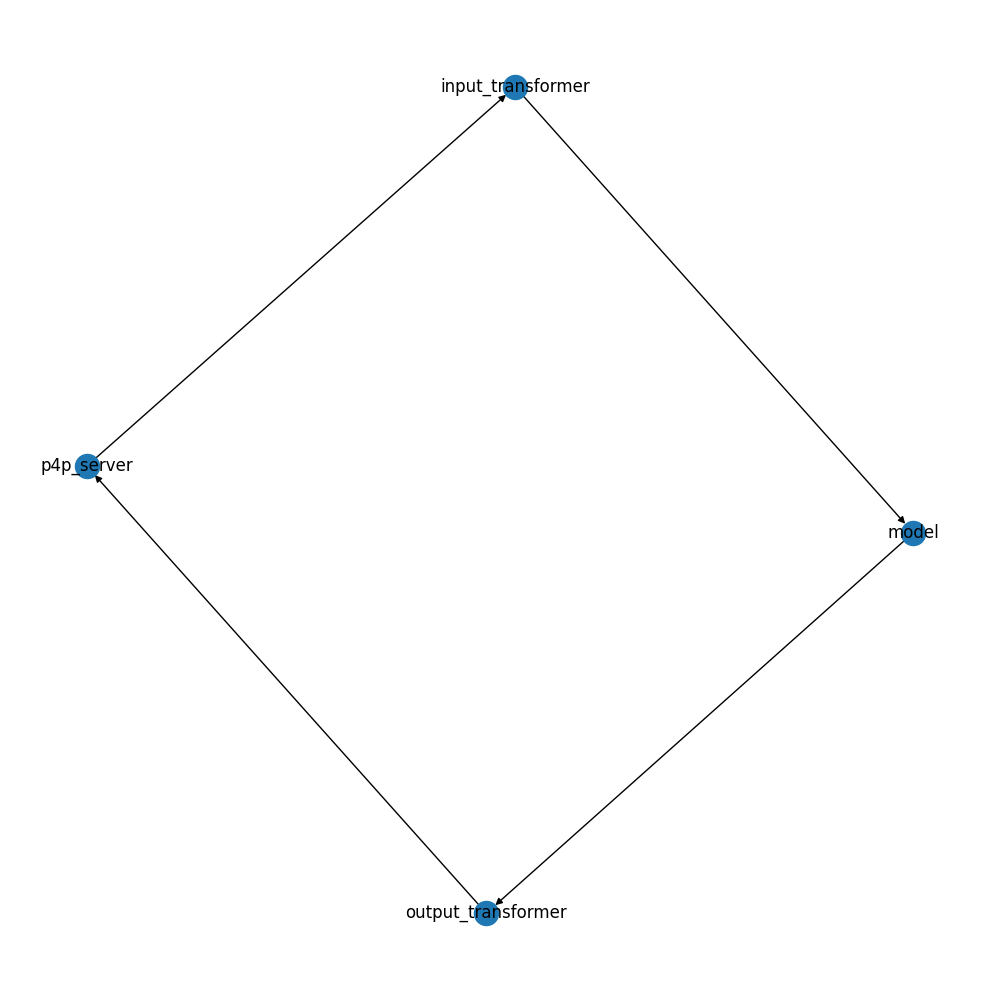 input_transformer
p4p_server
model
output_transformer